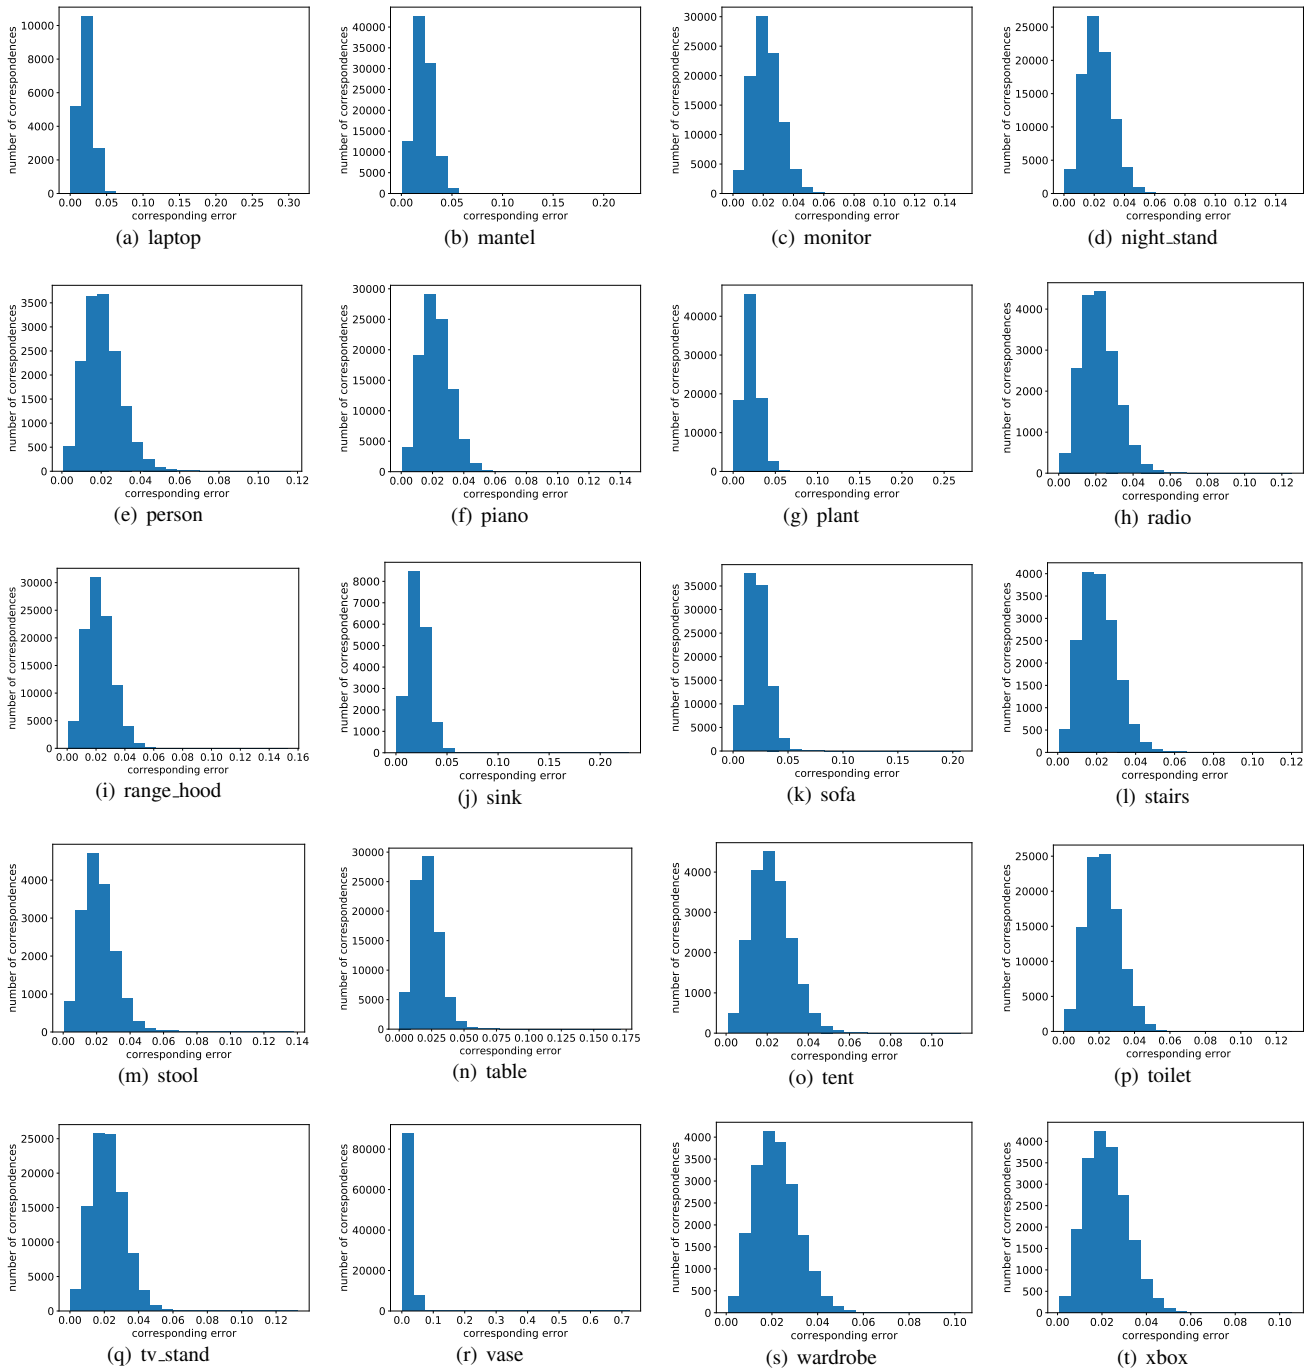 10000
8000
6000
4000
2000
0
number of correspondences
0.00 0.05 0.10 0.15 0.20 0.25 0.30
corresponding error
(a) laptop
40000
35000
30000
25000
20000
15000
10000
5000
0
number of correspondences
0.00 0.05 0.10 0.15 0.20
corresponding error
(b) mantel
30000
25000
20000
15000
10000
5000
0
number of correspondences
0.00 0.02 0.04 0.06 0.08 0.10 0.12 0.14
corresponding error
(c) monitor
25000
20000
15000
10000
5000
0
number of correspondences
0.00 0.02 0.04 0.06 0.08 0.10 0.12 0.14
corresponding error
(d) night_stand
3500
3000
2500
2000
1500
1000
500
0
number of correspondences
0.00 0.02 0.04 0.06 0.08 0.10 0.12
corresponding error
(e) person
30000
25000
20000
15000
10000
5000
0
number of correspondences
0.00 0.02 0.04 0.06 0.08 0.10 0.12 0.14
corresponding error
(f) piano
40000
30000
20000
10000
0
number of correspondences
0.00 0.05 0.10 0.15 0.20 0.25
corresponding error
(g) plant
4000
3000
2000
1000
0
number of correspondences
0.00 0.02 0.04 0.06 0.08 0.10 0.12
corresponding error
(h) radio
30000
25000
20000
15000
10000
5000
0
number of correspondences
0.00 0.02 0.04 0.06 0.08 0.10 0.12 0.14 0.16
corresponding error
(i) range_hood
8000
7000
6000
5000
4000
3000
2000
1000
0
number of correspondences
0.00 0.05 0.10 0.15 0.20
corresponding error
(j) sink
35000
30000
25000
20000
15000
10000
5000
0
number of correspondences
0.00 0.05 0.10 0.15 0.20
corresponding error
(k) sofa
4000
3500
3000
2500
2000
1500
1000
500
0
number of correspondences
0.00 0.02 0.04 0.06 0.08 0.10 0.12
corresponding error
(l) stairs
4000
3000
2000
1000
0
number of correspondences
0.00 0.02 0.04 0.06 0.08 0.10 0.12 0.14
corresponding error
(m) stool
30000
25000
20000
15000
10000
5000
0
number of correspondences
0.000 0.025 0.050 0.075 0.100 0.125 0.150 0.175
corresponding error
(n) table
4000
3000
2000
1000
0
number of correspondences
0.00 0.02 0.04 0.06 0.08 0.10
corresponding error
(o) tent
25000
20000
15000
10000
5000
0
number of correspondences
0.00 0.02 0.04 0.06 0.08 0.10 0.12
corresponding error
(p) toilet
25000
20000
15000
10000
5000
0
number of correspondences
0.00 0.02 0.04 0.06 0.08 0.10 0.12
corresponding error
(q) tv_stand
80000
60000
40000
20000
0
number of correspondences
0.0 0.1 0.2 0.3 0.4 0.5 0.6 0.7
corresponding error
(r) vase
4000
3500
3000
2500
2000
1500
1000
500
0
number of correspondences
0.00 0.02 0.04 0.06 0.08 0.10
corresponding error
(s) wardrobe
4000
3500
3000
2500
2000
1500
1000
500
0
number of correspondences
0.00 0.02 0.04 0.06 0.08 0.10
corresponding error
(t) xbox